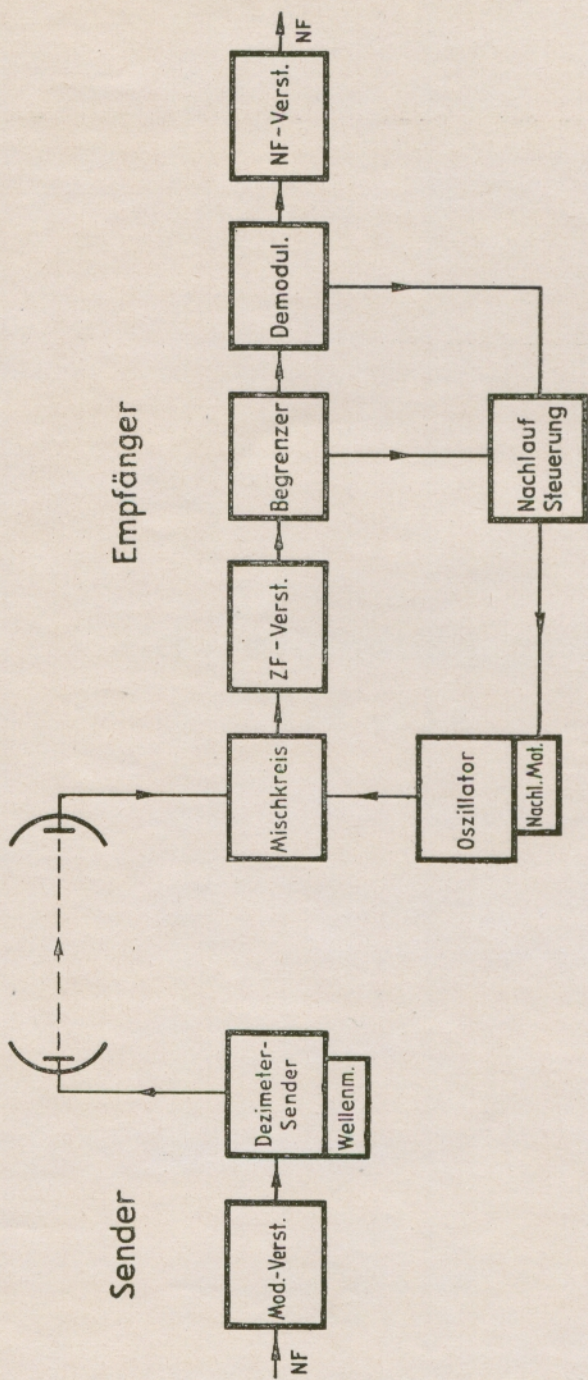 Sender
Empfänger
NF
Mod.-Verst.
Dezimeter-
Sender
Wellenm.
Mischkreis
ZF-Verst.
Begrenzer
Demodul.
NF-Verst.
NF
Oszillator
Nachl.Mot.
Nachlauf
Steuerung